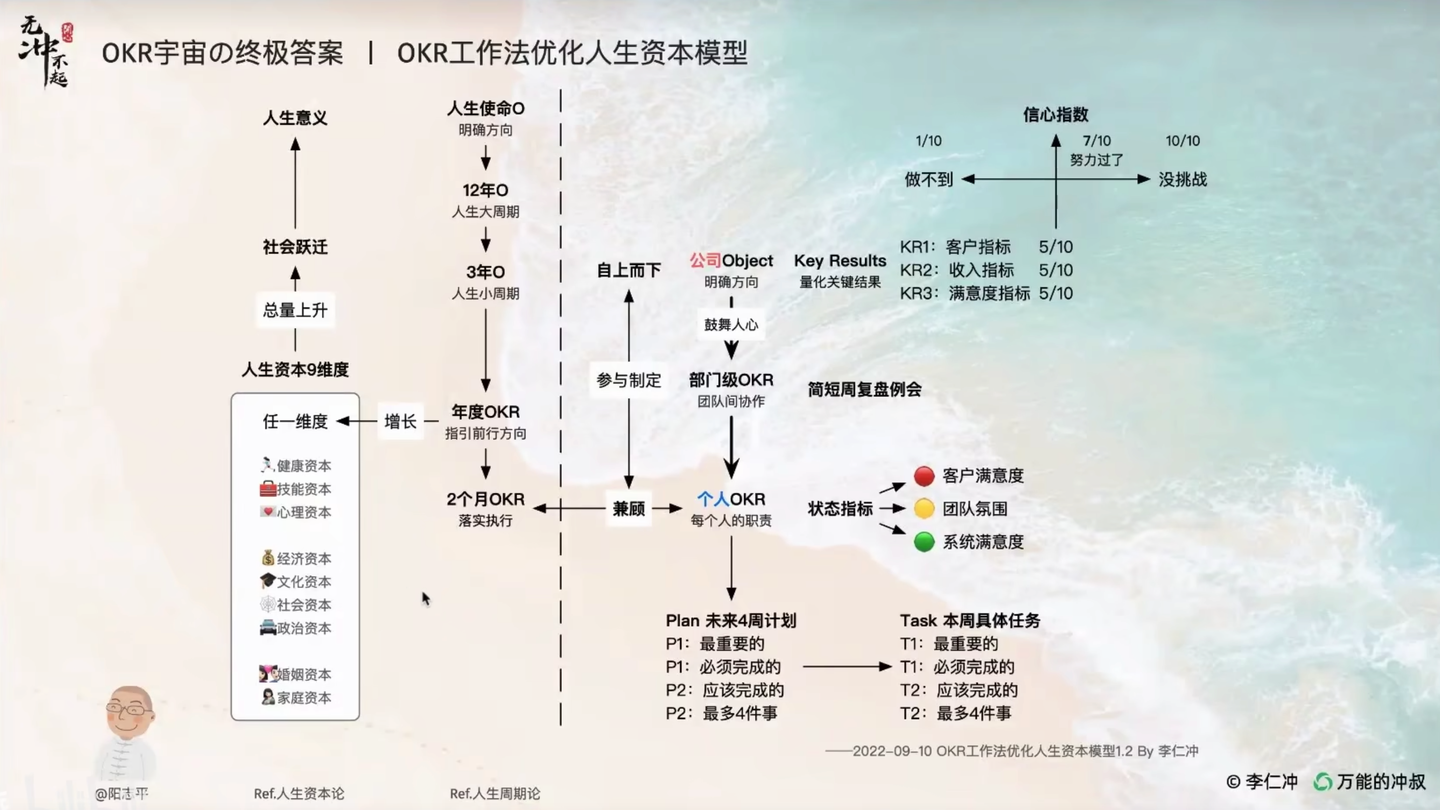 无冲不起
OKR宇宙の终极答案 | OKR工作法优化人生资本模型
人生意义
社会跃迁
总量上升
人生资本9维度
任一维度
健康资本
技能资本
心理资本
经济资本
文化资本
社会资本
政治资本
婚姻资本
家庭资本
增长
人生使命O
明确方向
12年O
人生大周期
3年O
人生小周期
年度OKR
指引前行方向
2个月OKR
落实执行
自上而下
参与制定
兼顾
公司Object
明确方向
鼓舞人心
部门级OKR
团队间协作
个人OKR
每个人的职责
Key Results
量化关键结果
信心指数
1/10
7/10
10/10
努力过了
做不到
没挑战
KR1：客户指标 5/10
KR2：收入指标 5/10
KR3：满意度指标 5/10
简短周复盘例会
状态指标
客户满意度
团队氛围
系统满意度
Plan 未来4周计划
P1：最重要的
P1：必须完成的
P2：应该完成的
P2：最多4件事
Task 本周具体任务
T1：最重要的
T1：必须完成的
T2：应该完成的
T2：最多4件事
——2022-09-10 OKR工作法优化人生资本模型1.2 By 李仁冲
@阳志平
Ref.人生资本论
Ref.人生周期论
© 李仁冲 万能的冲叔